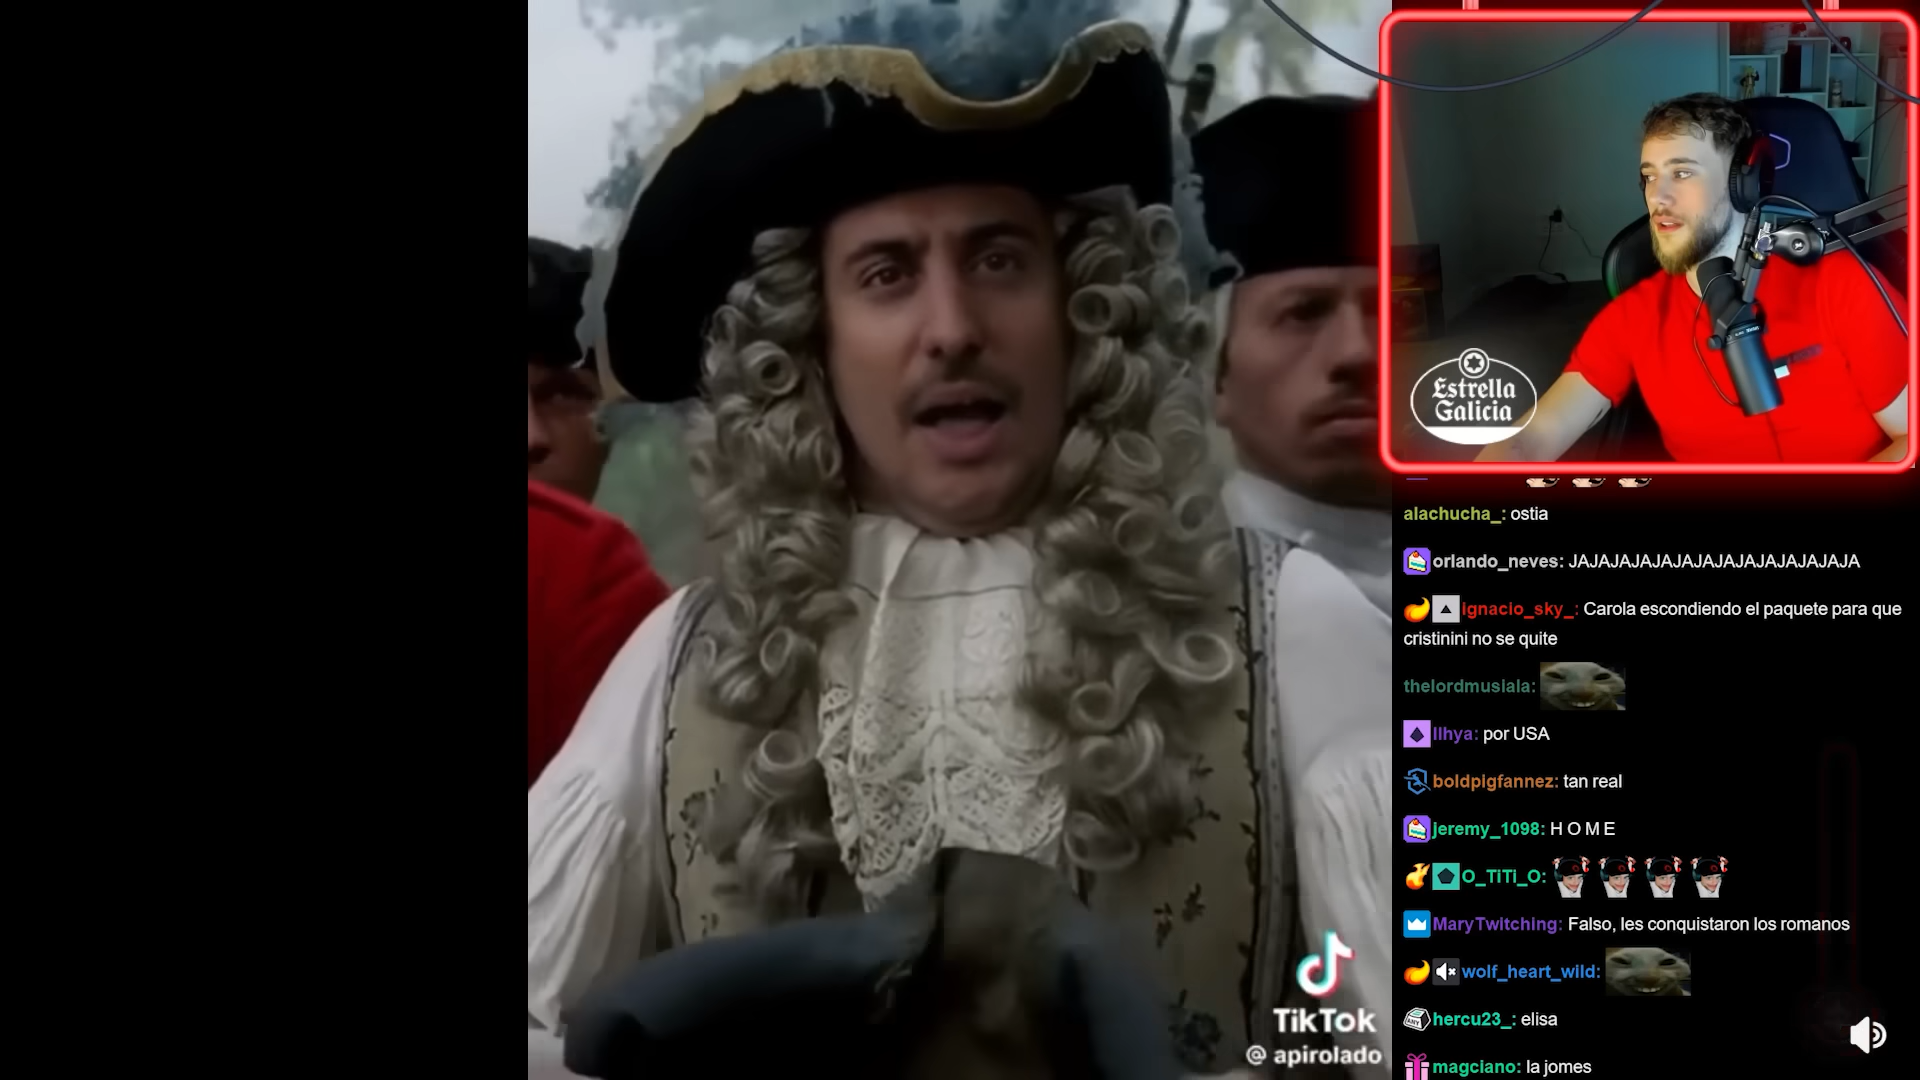 Estrella
Galicia
alachucha_: ostia
orlando_neves: JAJAJAJAJAJAJAJAJAJAJAJAJAJA
ignacio_sky_: Carola escondiendo el paquete para que
cristinini no se quite
thelordmusiala:
llhya: por USA
boldpigfannez: tan real
jeremy_1098: H O M E
O_TiTi_O:
MaryTwitching: Falso, les conquistaron los romanos
wolf_heart_wild:
hercu23_: elisa
magciano: la jomes
TikTok
@ apirolado